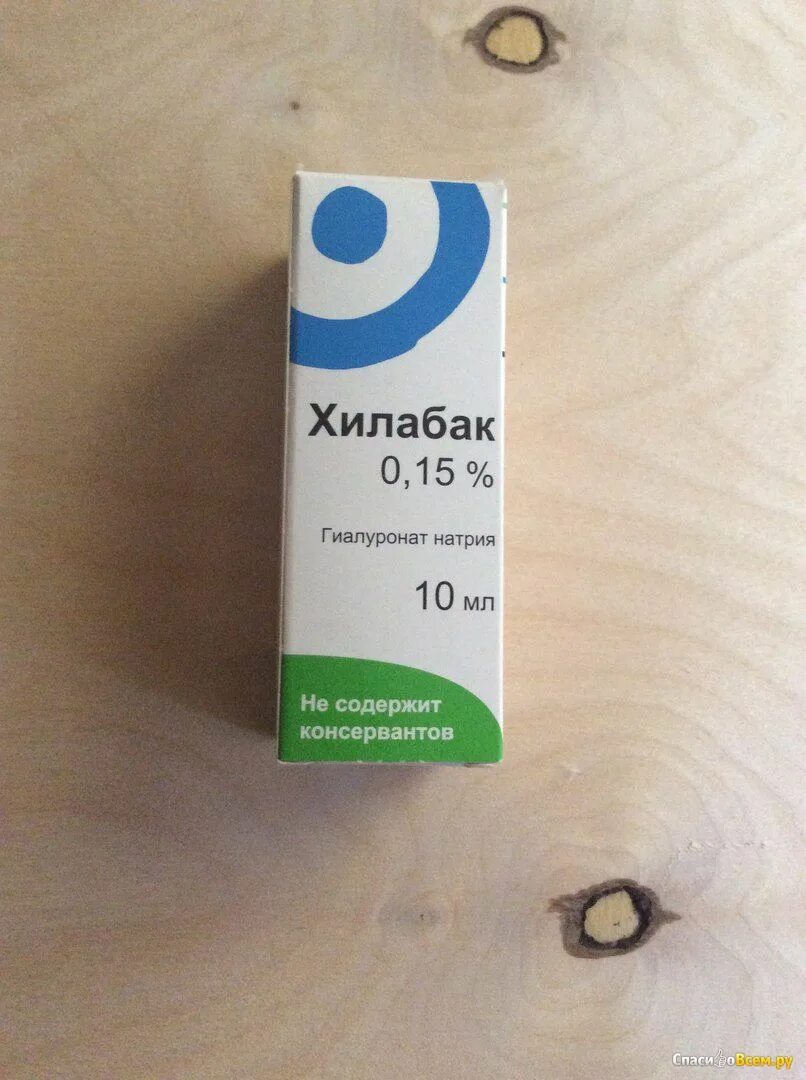 Хилабак
0,15 %
Гиалуронат натрия
10 мл
Не содержит
консервантов
СпасибоВсем.ру